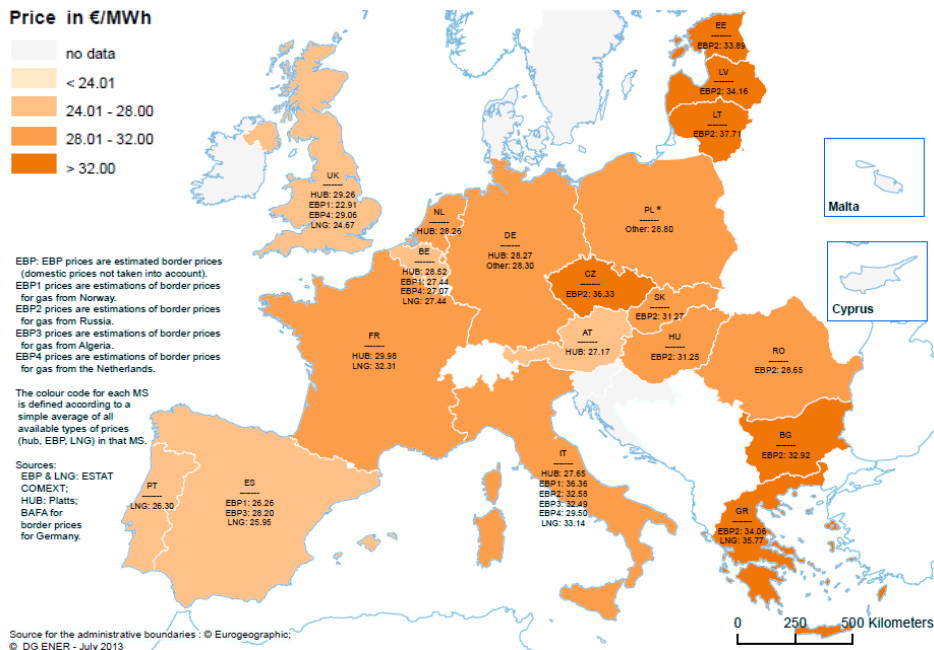 Price in €/MWh
no data
< 24.01
24.01 - 28.00
28.01 - 32.00
> 32.00
EE
-------
EBP2: 33.89
LV
-------
EBP2: 34.16
LT
-------
EBP2: 37.71
Malta
Cyprus
UK
-------
HUB: 29.26
EBP1: 22.91
EBP4: 29.06
LNG: 24.67
NL
-------
HUB: 28.26
BE
-------
HUB: 28.52
EBP1: 27.44
EBP4: 27.07
LNG: 27.44
DE
-------
HUB: 28.27
Other: 28.30
PL *
-------
Other: 28.80
CZ
-------
EBP2: 36.33
SK
-------
EBP2: 31.27
AT
-------
HUB: 27.17
HU
-------
EBP2: 31.25
RO
-------
EBP2: 28.65
BG
-------
EBP2: 32.92
GR
-------
EBP2: 34.06
LNG: 35.77
IT
-------
HUB: 27.65
EBP1: 36.36
EBP2: 32.58
EBP3: 32.49
EBP4: 29.50
LNG: 33.14
FR
-------
HUB: 29.98
LNG: 32.31
ES
-------
EBP1: 26.26
EBP3: 28.20
LNG: 25.95
PT
-------
LNG: 26.30
EBP: EBP prices are estimated border prices
(domestic prices not taken into account).
EBP1 prices are estimations of border prices
for gas from Norway.
EBP2 prices are estimations of border prices
for gas from Russia.
EBP3 prices are estimations of border prices
for gas from Algeria.
EBP4 prices are estimations of border prices
for gas from the Netherlands.
The colour code for each MS
is defined according to a
simple average of all
available types of prices
(hub, EBP, LNG) in that MS.
Sources:
EBP & LNG: ESTAT
COMEXT;
HUB: Platts;
BAFA for
border prices
for Germany.
Source for the administrative boundaries : © Eurogeographic;
© DG ENER - July 2013
0 250 500 Kilometers